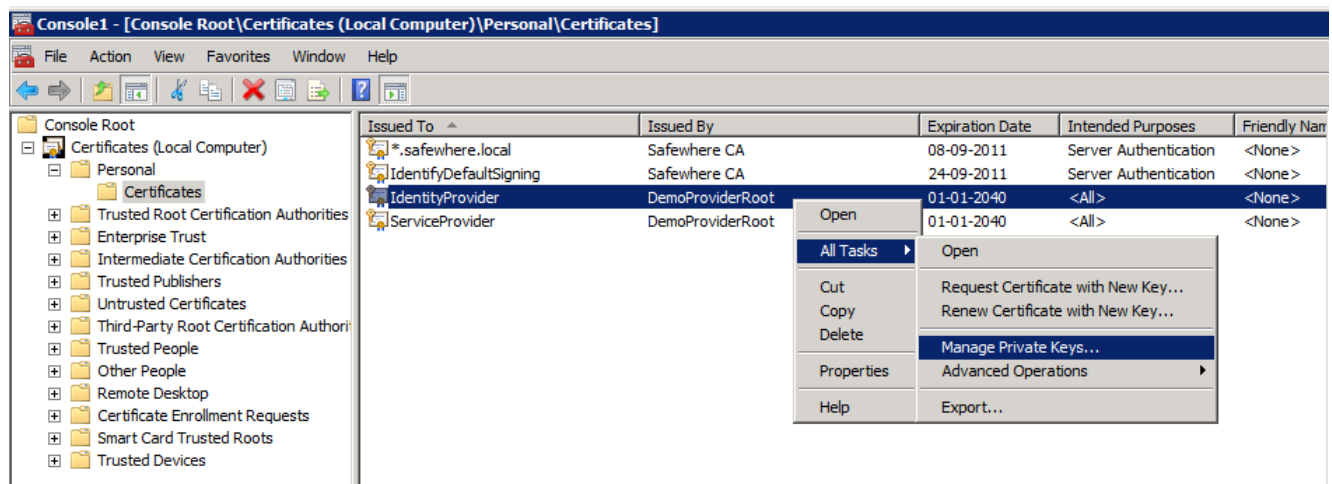 Console1 - [Console Root\Certificates (Local Computer)\Personal\Certificates]
File Action View Favorites Window Help
Console Root
Certificates (Local Computer)
Personal
Certificates
Trusted Root Certification Authorities
Enterprise Trust
Intermediate Certification Authorities
Trusted Publishers
Untrusted Certificates
Third-Party Root Certification Authori
Trusted People
Other People
Remote Desktop
Certificate Enrollment Requests
Smart Card Trusted Roots
Trusted Devices
Issued To Issued By Expiration Date Intended Purposes Friendly Nam
*.safewhere.local Safewhere CA 08-09-2011 Server Authentication <None>
IdentifyDefaultSigning Safewhere CA 24-09-2011 Server Authentication <None>
IdentityProvider DemoProviderRoot 01-01-2040 <All> <None>
ServiceProvider DemoProviderRoot 01-01-2040 <All> <None>
Open
All Tasks
Cut
Copy
Delete
Properties
Help
Open
Request Certificate with New Key...
Renew Certificate with New Key...
Manage Private Keys...
Advanced Operations
Export...